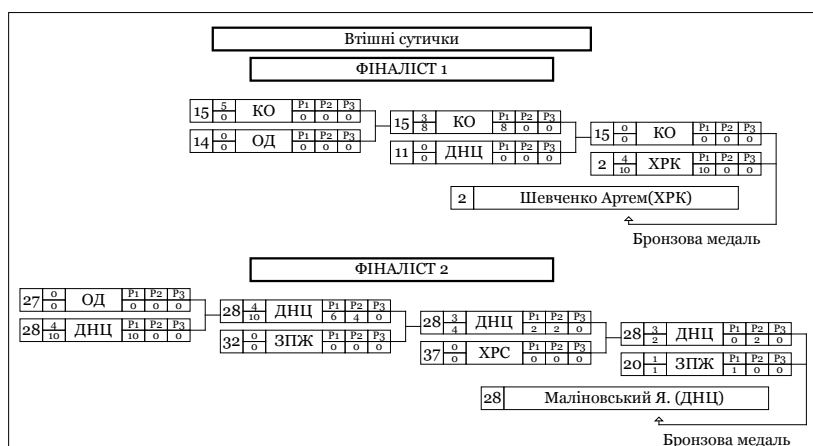 Втішні сутички
ФІНАЛІСТ 1
15 5 0 КО P1 P2 P3 0 0 0
14 0 0 ОД P1 P2 P3 0 0 0
15 3 8 КО P1 P2 P3 8 0 0
11 0 0 ДНЦ P1 P2 P3 0 0 0
15 0 0 КО P1 P2 P3 0 0 0
2 4 10 ХРК P1 P2 P3 10 0 0
2 Шевченко Артем(ХРК)
Бронзова медаль
ФІНАЛІСТ 2
27 0 0 ОД P1 P2 P3 0 0 0
28 4 10 ДНЦ P1 P2 P3 10 0 0
28 4 10 ДНЦ P1 P2 P3 6 4 0
32 0 0 ЗПЖ P1 P2 P3 0 0 0
28 3 4 ДНЦ P1 P2 P3 2 2 0
37 0 0 ХРС P1 P2 P3 0 0 0
28 3 2 ДНЦ P1 P2 P3 0 2 0
20 1 1 ЗПЖ P1 P2 P3 1 0 0
28 Маліновський Я. (ДНЦ)
Бронзова медаль